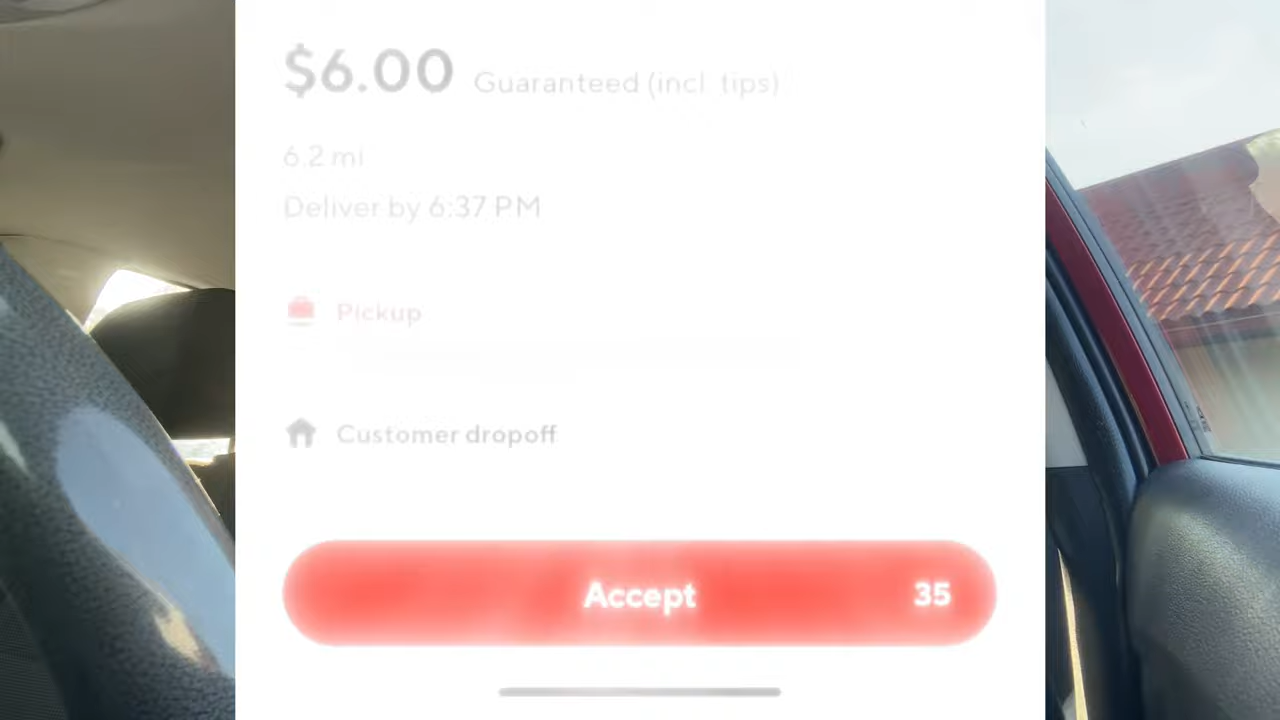 $6.00 Guaranteed (incl tips)
6.2 mi
Deliver by 6:37 PM
Pickup
Customer dropoff
Accept 35